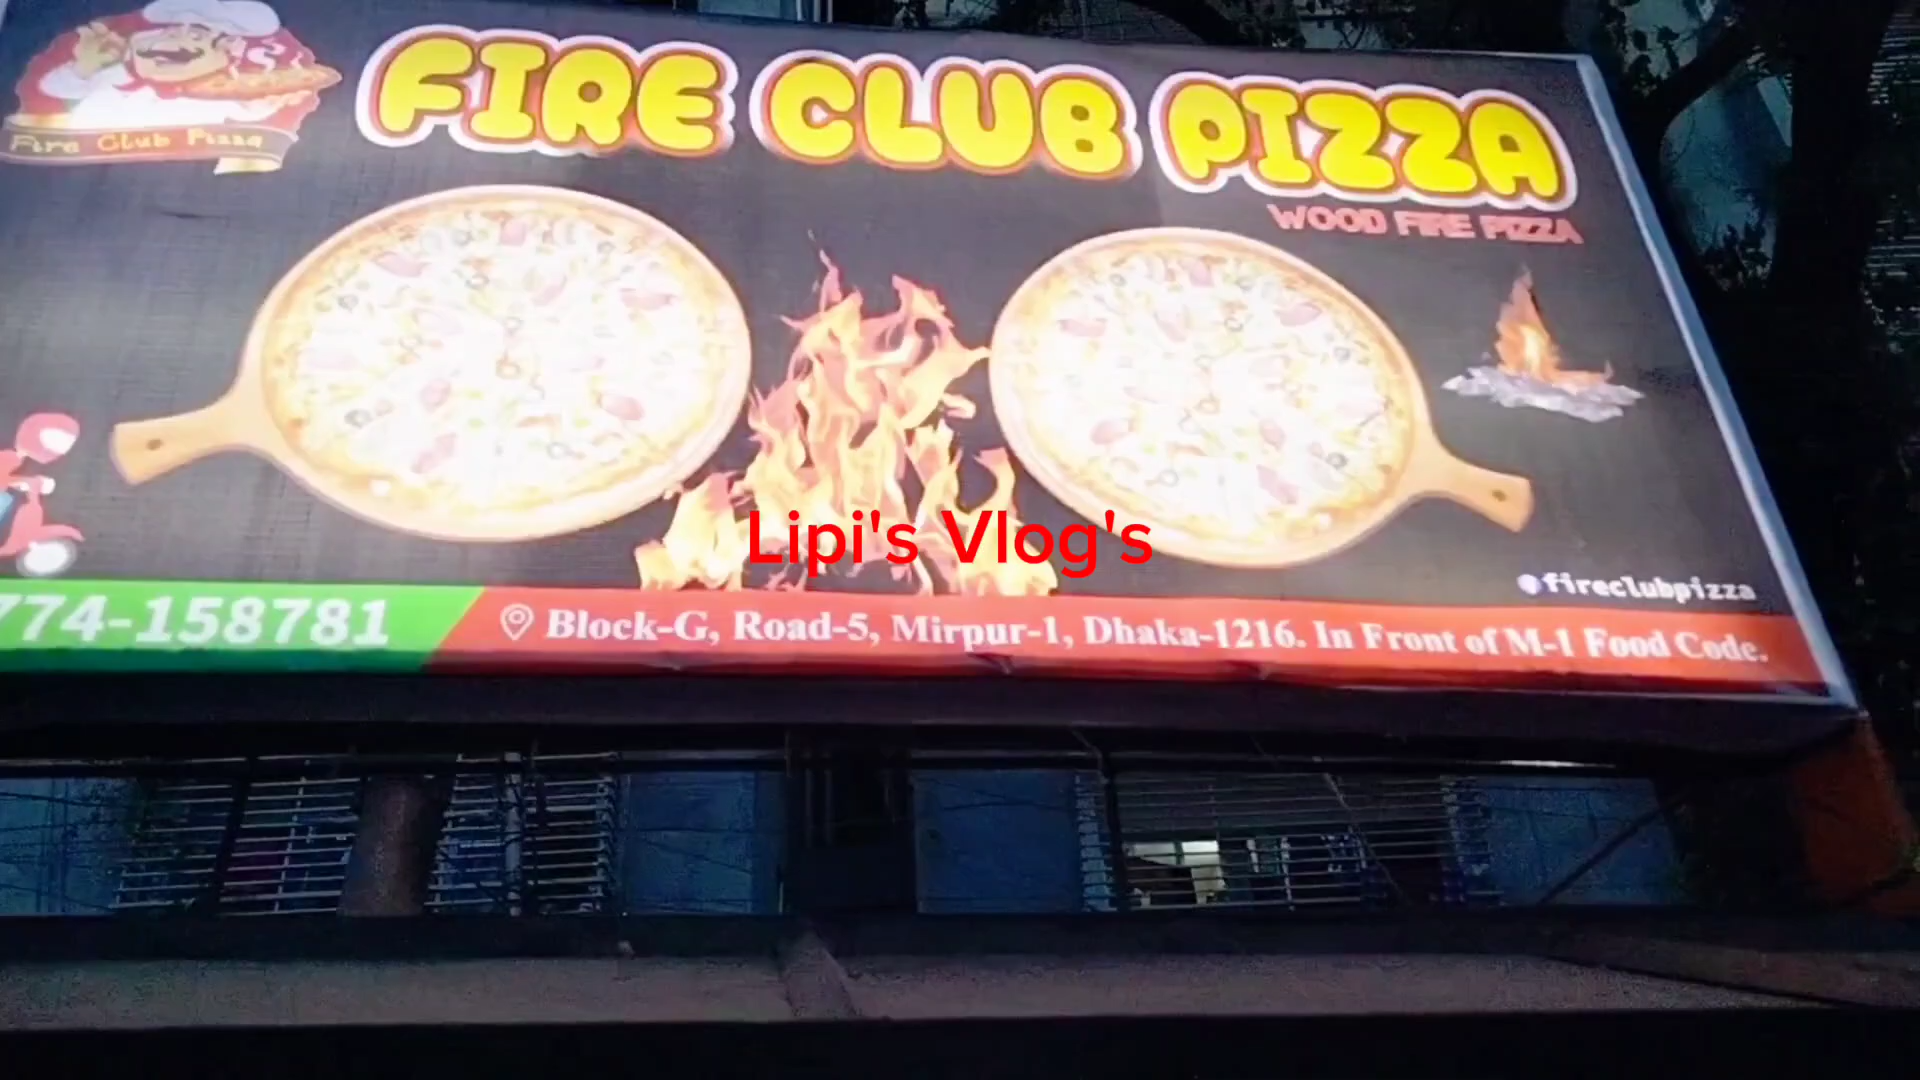 Fire Club Pizza
FIRE CLUB PIZZA
WOOD FIRE PIZZA
Lipi's Vlog's
@fireclubpizza
774-158781
Block-G, Road-5, Mirpur-1, Dhaka-1216. In Front of M-1 Food Code.